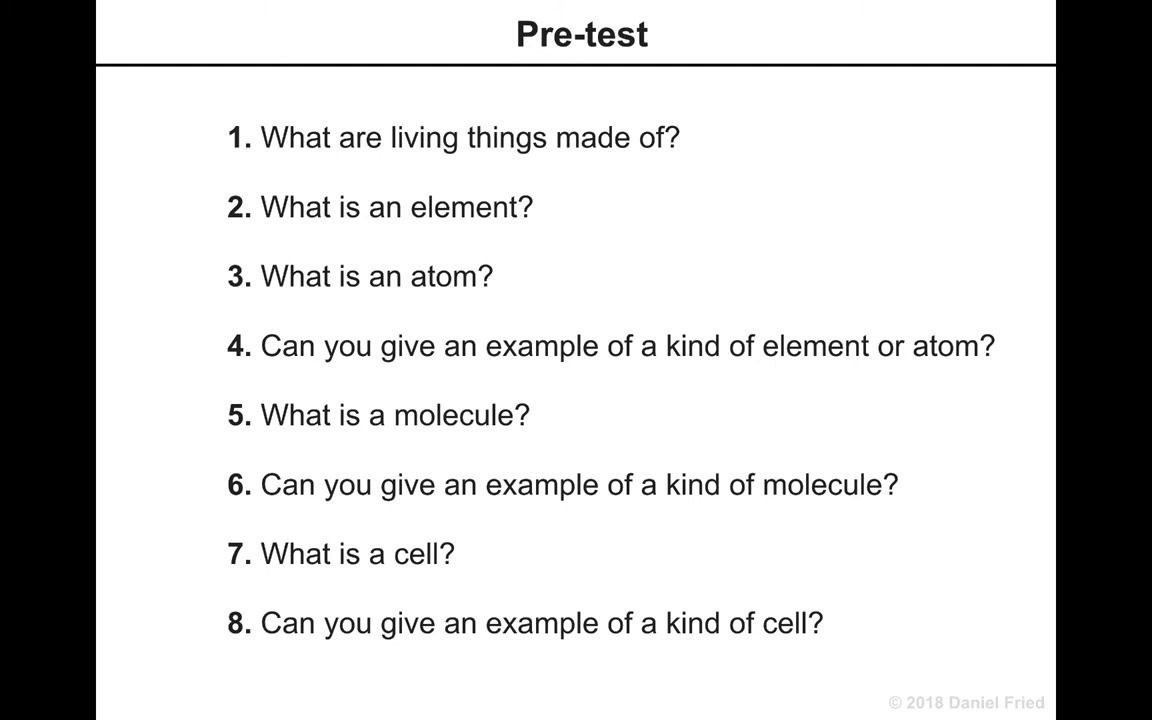 Pre-test
1. What are living things made of?
2. What is an element?
3. What is an atom?
4. Can you give an example of a kind of element or atom?
5. What is a molecule?
6. Can you give an example of a kind of molecule?
7. What is a cell?
8. Can you give an example of a kind of cell?
© 2018 Daniel Fried